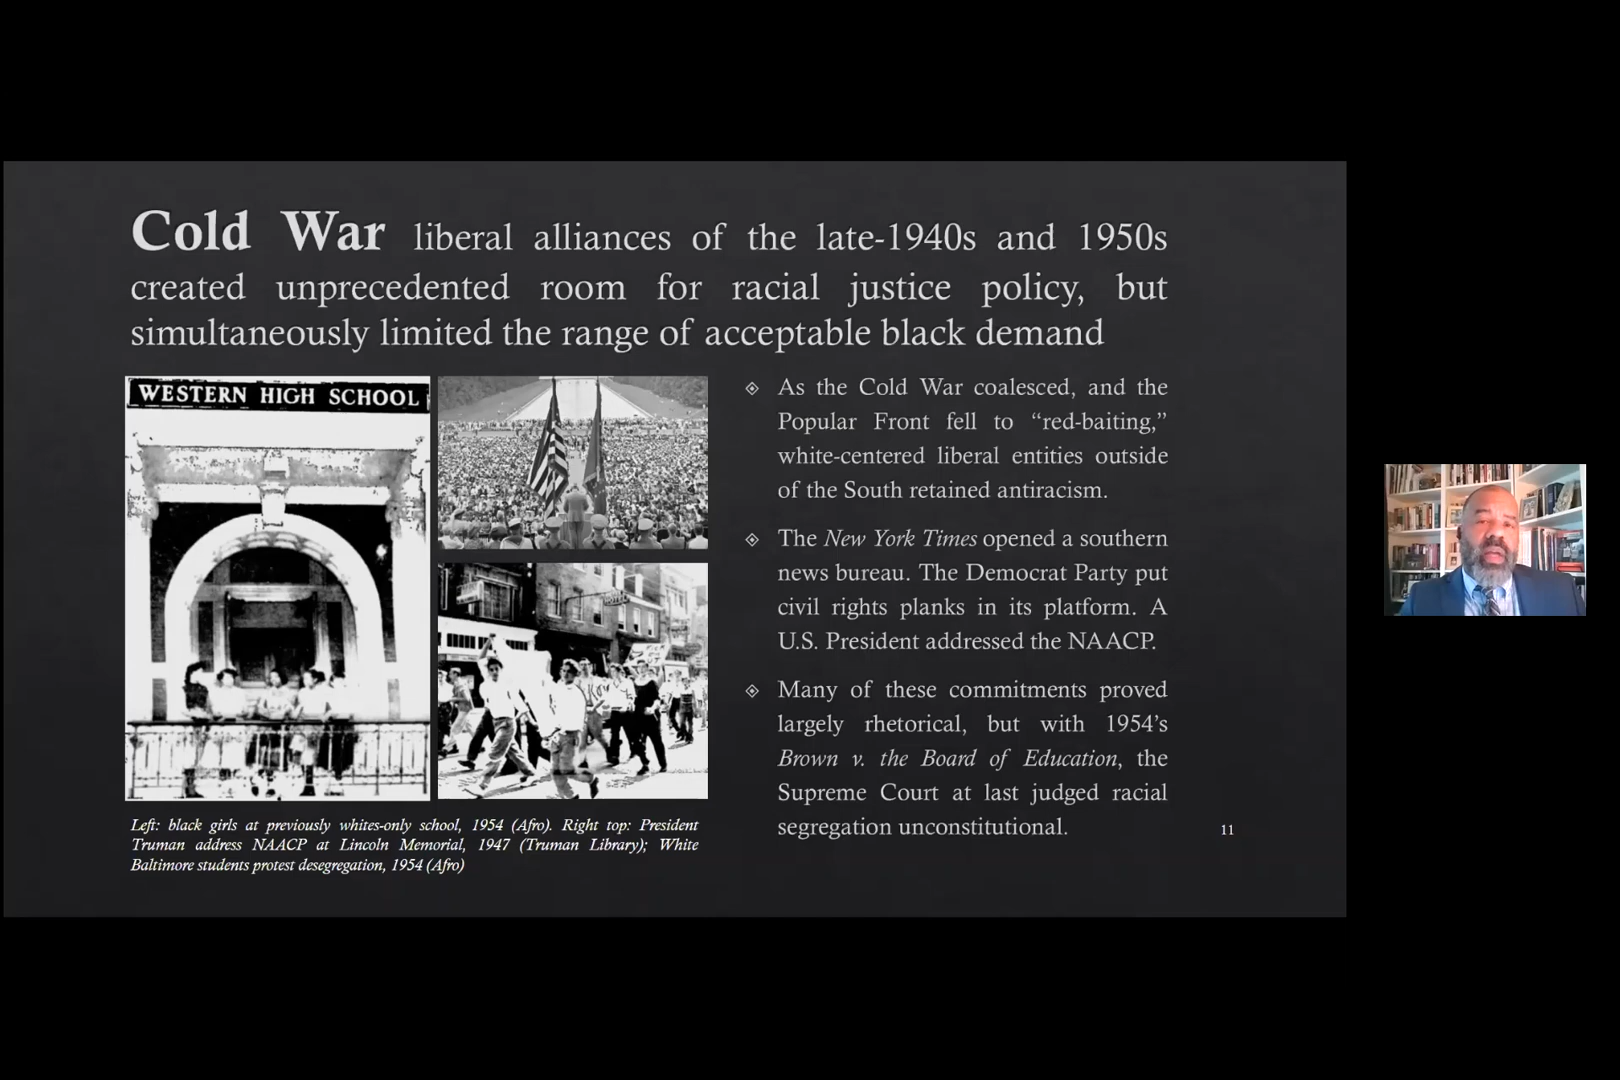 Cold War liberal alliances of the late-1940s and 1950s
created unprecedented room for racial justice policy, but
simultaneously limited the range of acceptable black demand
WESTERN HIGH SCHOOL
Left: black girls at previously whites-only school, 1954 (Afro). Right top: President
Truman address NAACP at Lincoln Memorial, 1947 (Truman Library); White
Baltimore students protest desegregation, 1954 (Afro)
As the Cold War coalesced, and the
Popular Front fell to “red-baiting,”
white-centered liberal entities outside
of the South retained antiracism.
The New York Times opened a southern
news bureau. The Democrat Party put
civil rights planks in its platform. A
U.S. President addressed the NAACP.
Many of these commitments proved
largely rhetorical, but with 1954’s
Brown v. the Board of Education, the
Supreme Court at last judged racial
segregation unconstitutional.
11